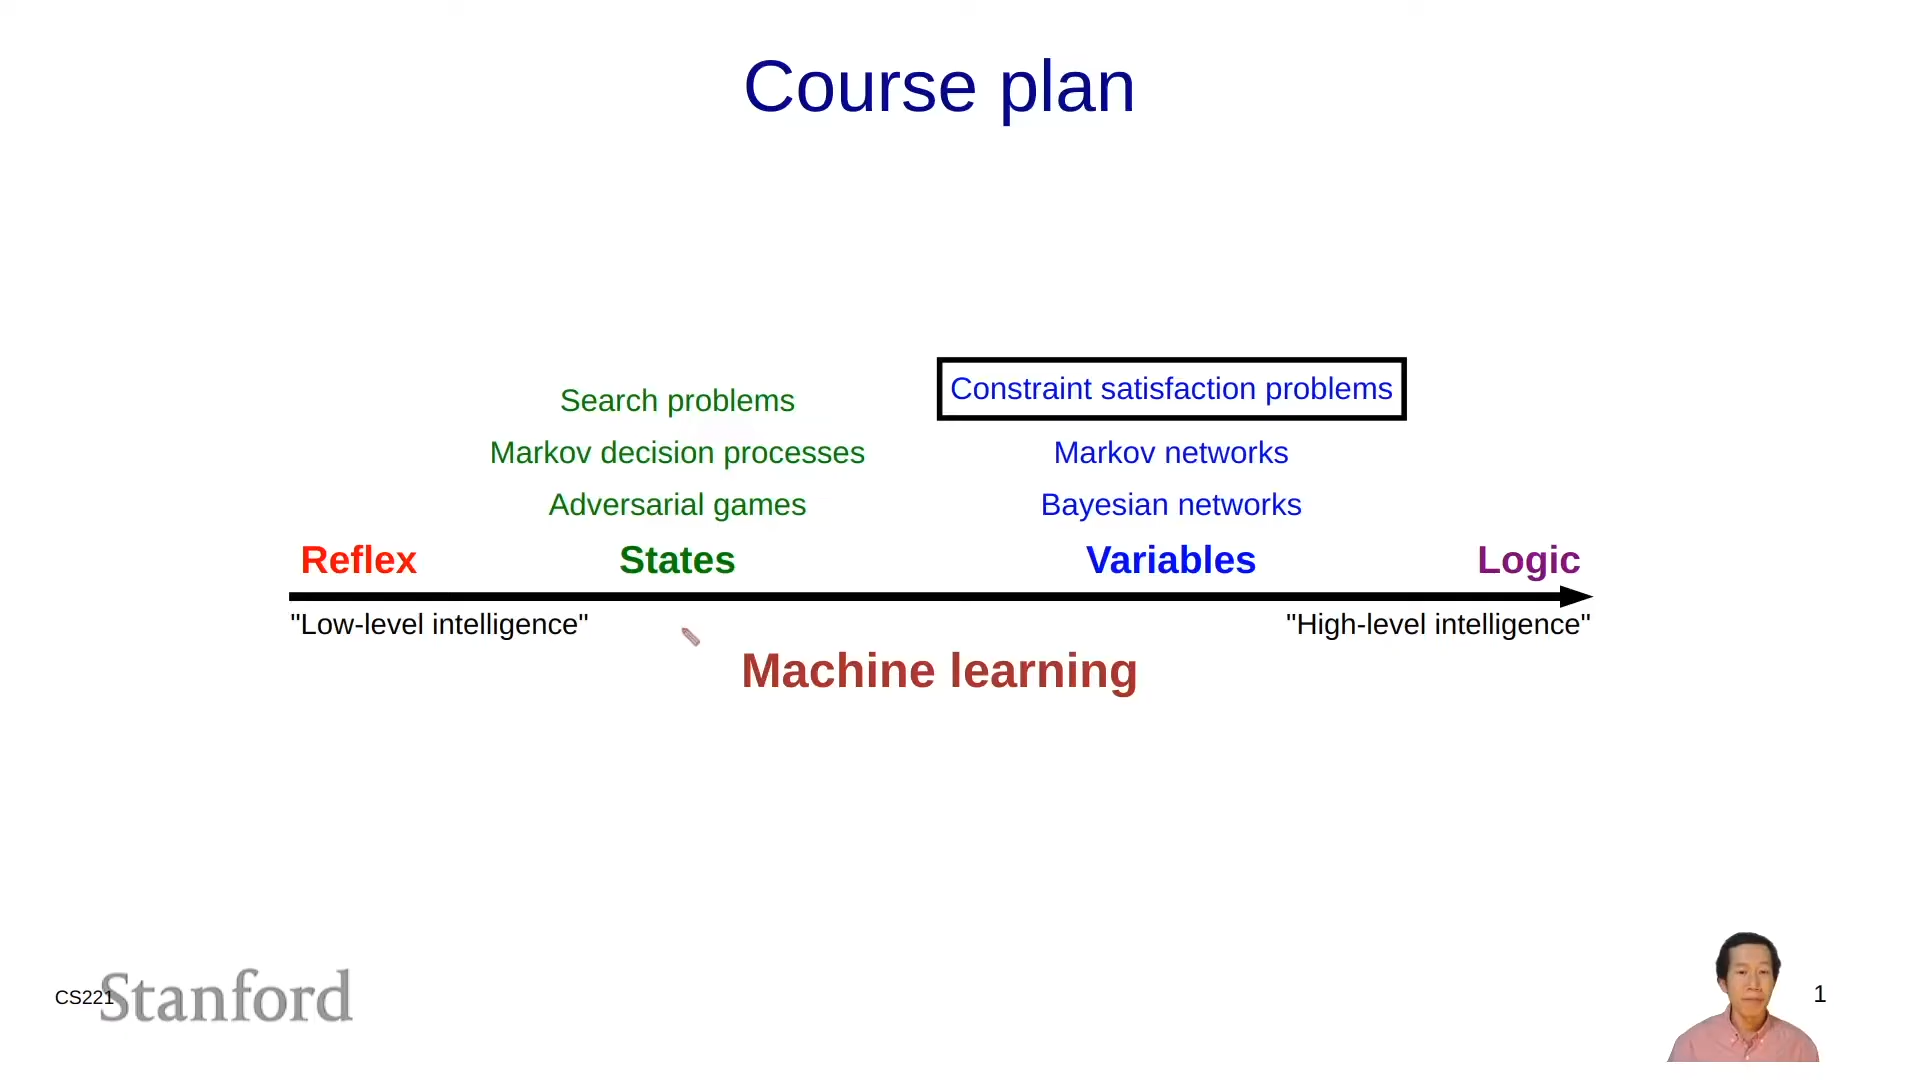 Course plan
Search problems
Markov decision processes
Adversarial games
Constraint satisfaction problems
Markov networks
Bayesian networks
Reflex
States
Variables
Logic
"Low-level intelligence"
"High-level intelligence"
Machine learning
CS221
Stanford
1